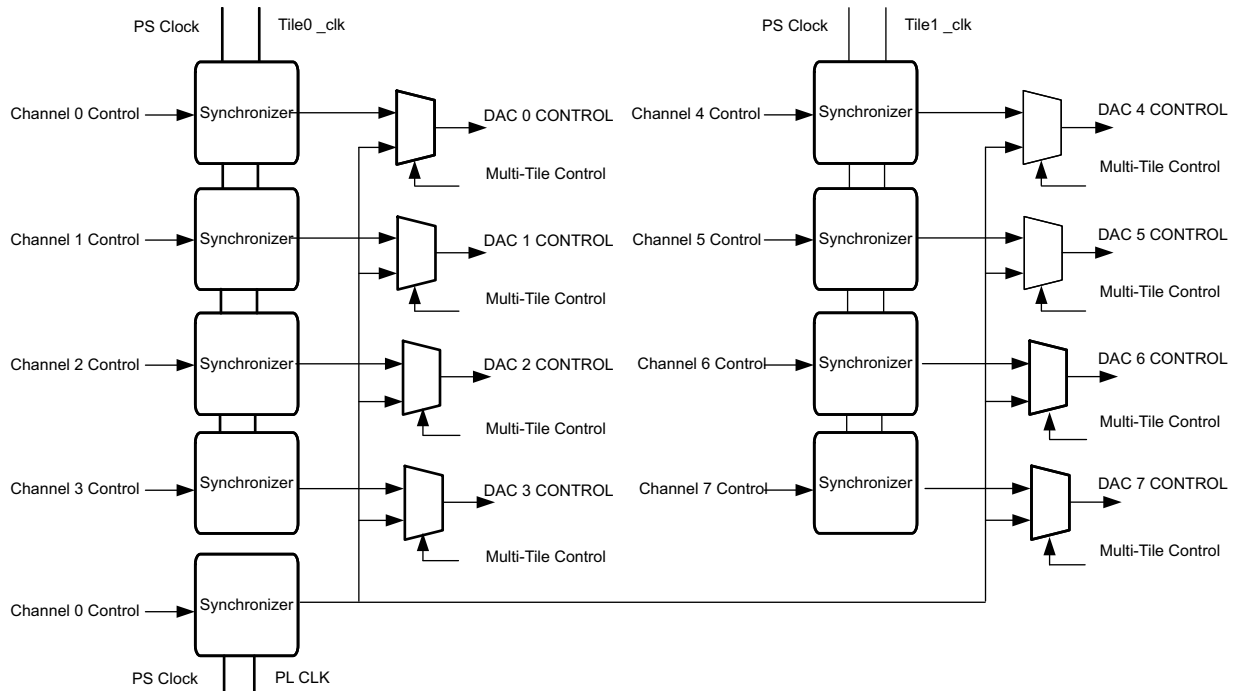 PS Clock
Tile0 _clk
Channel 0 Control
Synchronizer
DAC 0 CONTROL
Multi-Tile Control
Channel 1 Control
Synchronizer
DAC 1 CONTROL
Multi-Tile Control
Channel 2 Control
Synchronizer
DAC 2 CONTROL
Multi-Tile Control
Channel 3 Control
Synchronizer
DAC 3 CONTROL
Multi-Tile Control
Channel 0 Control
Synchronizer
PS Clock
PL CLK
PS Clock
Tile1 _clk
Channel 4 Control
Synchronizer
DAC 4 CONTROL
Multi-Tile Control
Channel 5 Control
Synchronizer
DAC 5 CONTROL
Multi-Tile Control
Channel 6 Control
Synchronizer
DAC 6 CONTROL
Multi-Tile Control
Channel 7 Control
Synchronizer
DAC 7 CONTROL
Multi-Tile Control